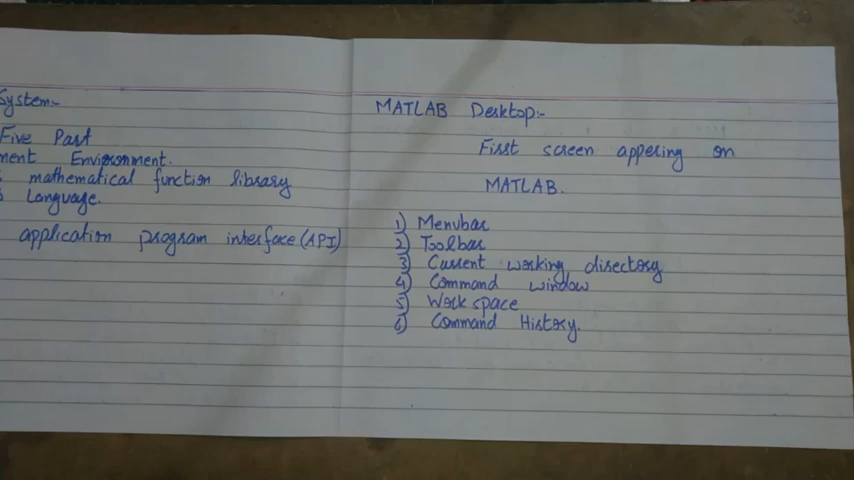 System:-
Five Part
ment Environment.
mathematical function library
Language.
application program interface (API)
MATLAB Desktop:-
First screen appering on
MATLAB.
1) Menubar
2) Toolbar
3) Current working directory
4) Command window
5) Work space
6) Command History.